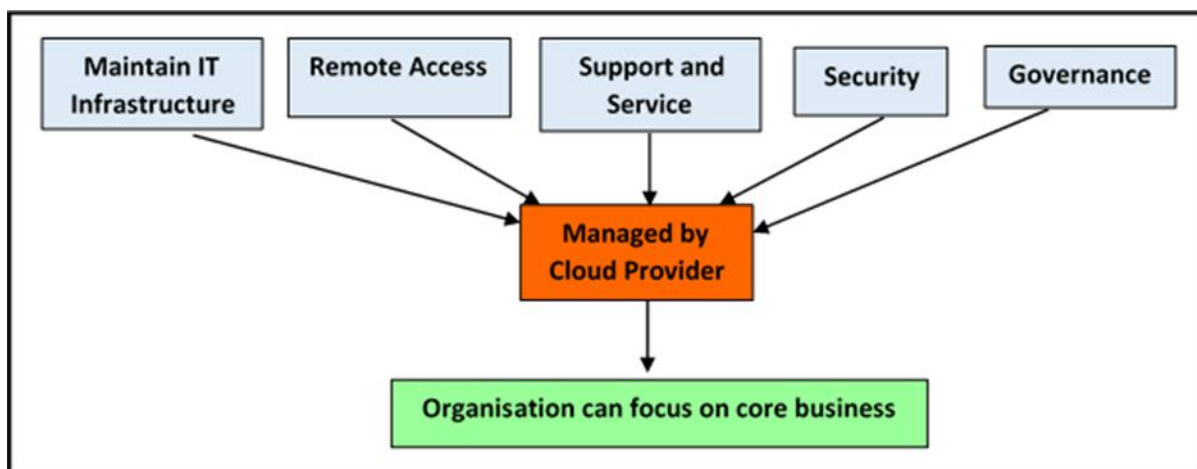 Maintain IT
Infrastructure
Remote Access
Support and
Service
Security
Governance
Managed by
Cloud Provider
Organisation can focus on core business